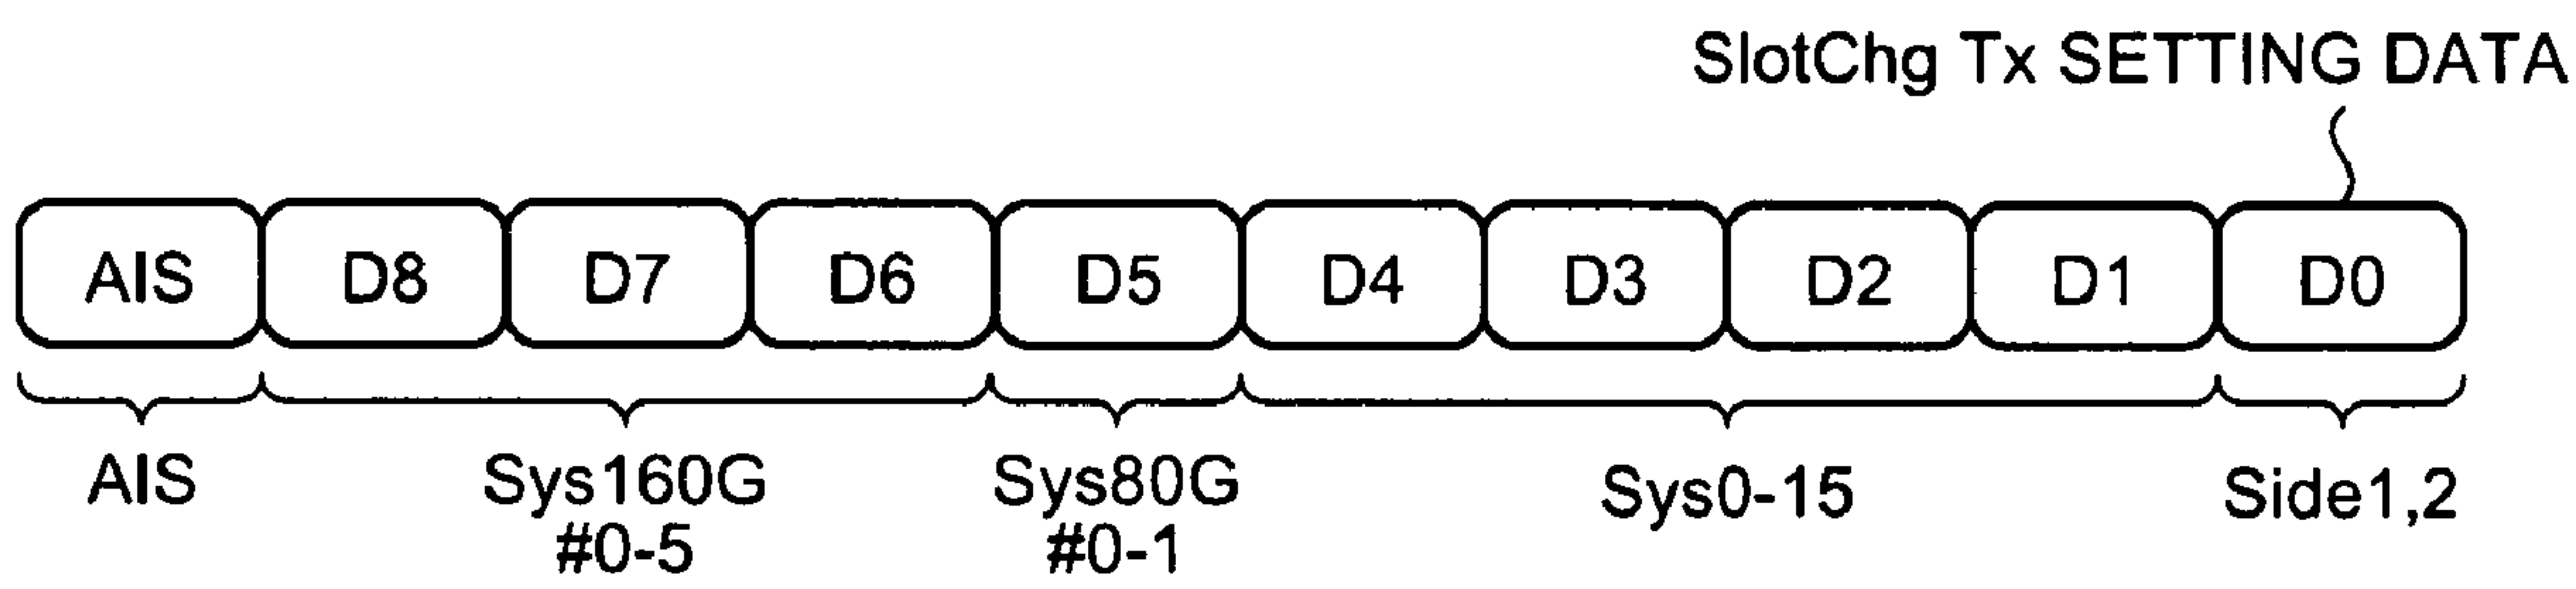 SlotChg Tx SETTING DATA
AIS D8 D7 D6 D5 D4 D3 D2 D1 D0
AIS Sys160G Sys80G Sys0-15 Side1,2
#0-5 #0-1